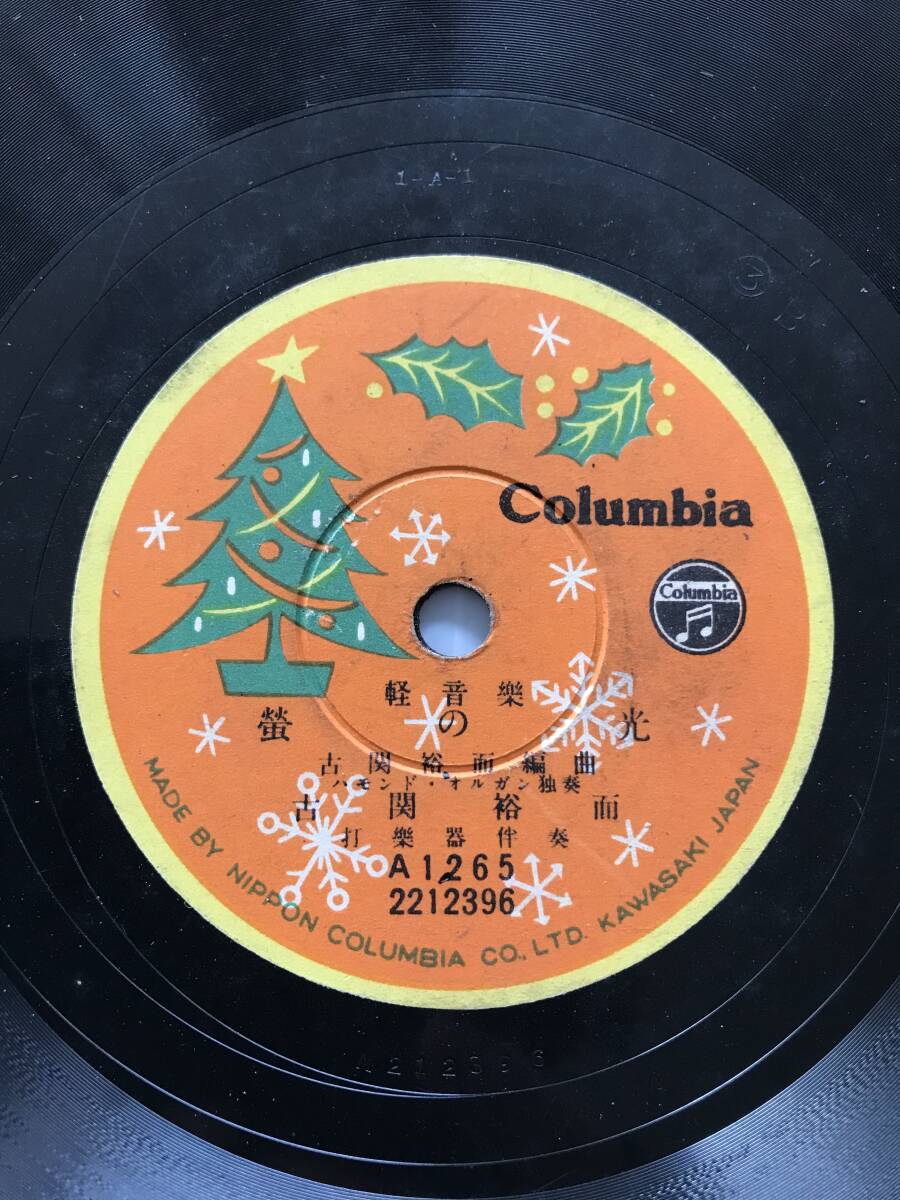 1-A-1
3 B
Columbia
Columbia
軽音樂
螢の光
古関裕而編曲
ハモンド・オルガン独奏
古関裕而
打樂器伴奏
A1265
2212396
MADE BY NIPPON COLUMBIA CO., LTD. KAWASAKI JAPAN
A212396